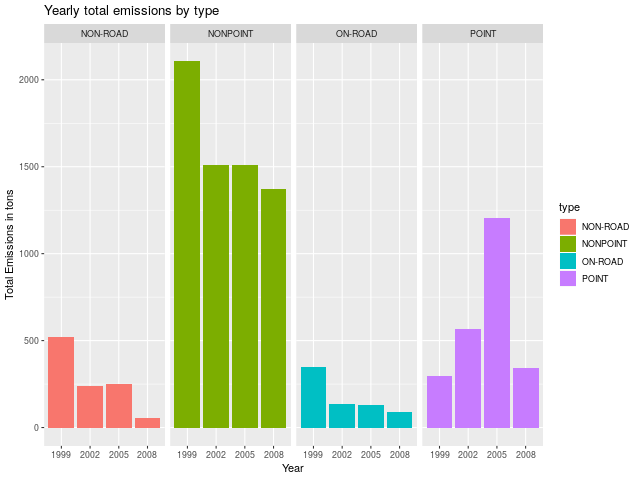 Yearly total emissions by type
NON-ROAD
NONPOINT
ON-ROAD
POINT
Total Emissions in tons
2000
1500
1000
500
0
1999 2002 2005 2008
1999 2002 2005 2008
1999 2002 2005 2008
1999 2002 2005 2008
Year
type
NON-ROAD
NONPOINT
ON-ROAD
POINT